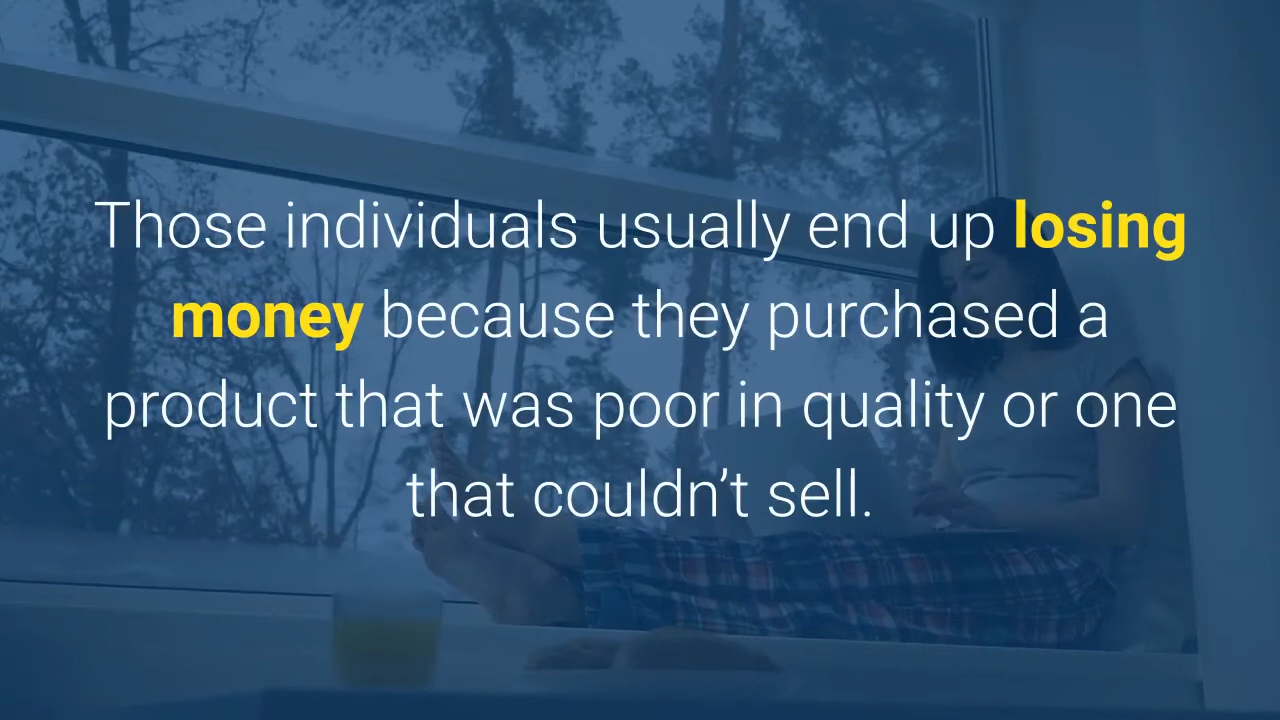 Those individuals usually end up losing
money because they purchased a
product that was poor in quality or one
that couldn’t sell.